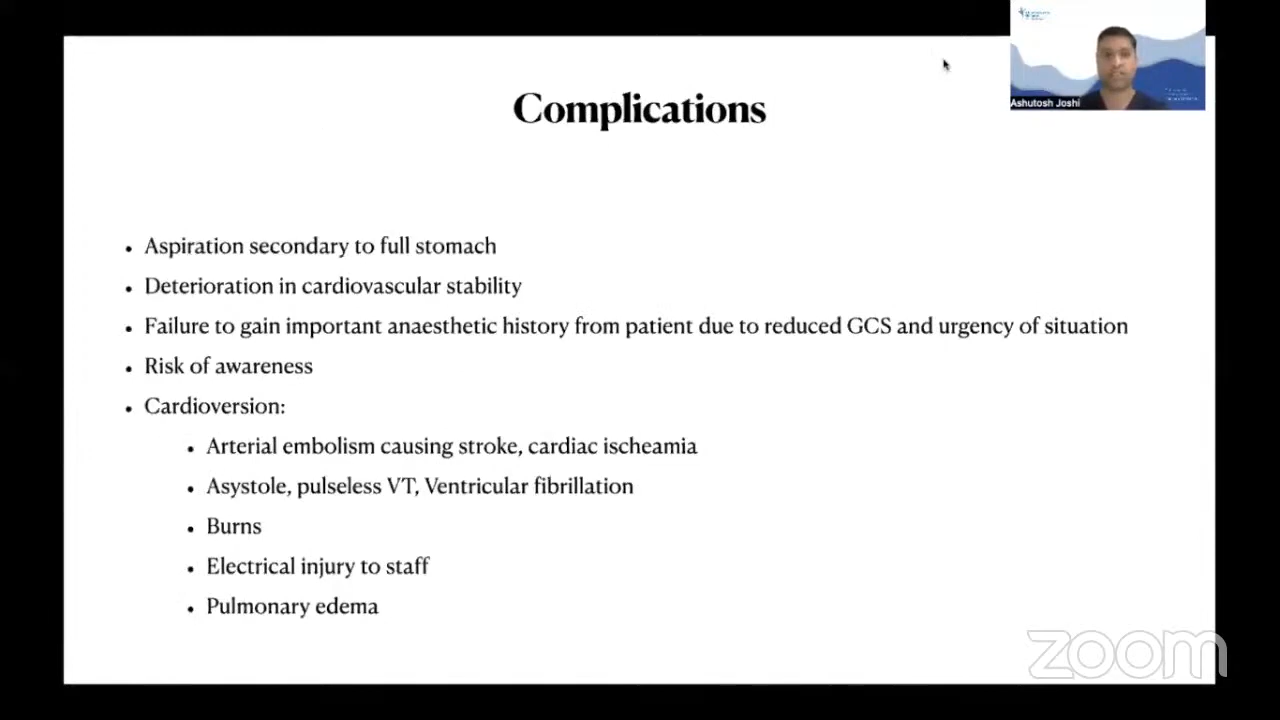 Complications
Ashutosh Joshi
• Aspiration secondary to full stomach
• Deterioration in cardiovascular stability
• Failure to gain important anaesthetic history from patient due to reduced GCS and urgency of situation
• Risk of awareness
• Cardioversion:
• Arterial embolism causing stroke, cardiac ischeamia
• Asystole, pulseless VT, Ventricular fibrillation
• Burns
• Electrical injury to staff
• Pulmonary edema
zoom